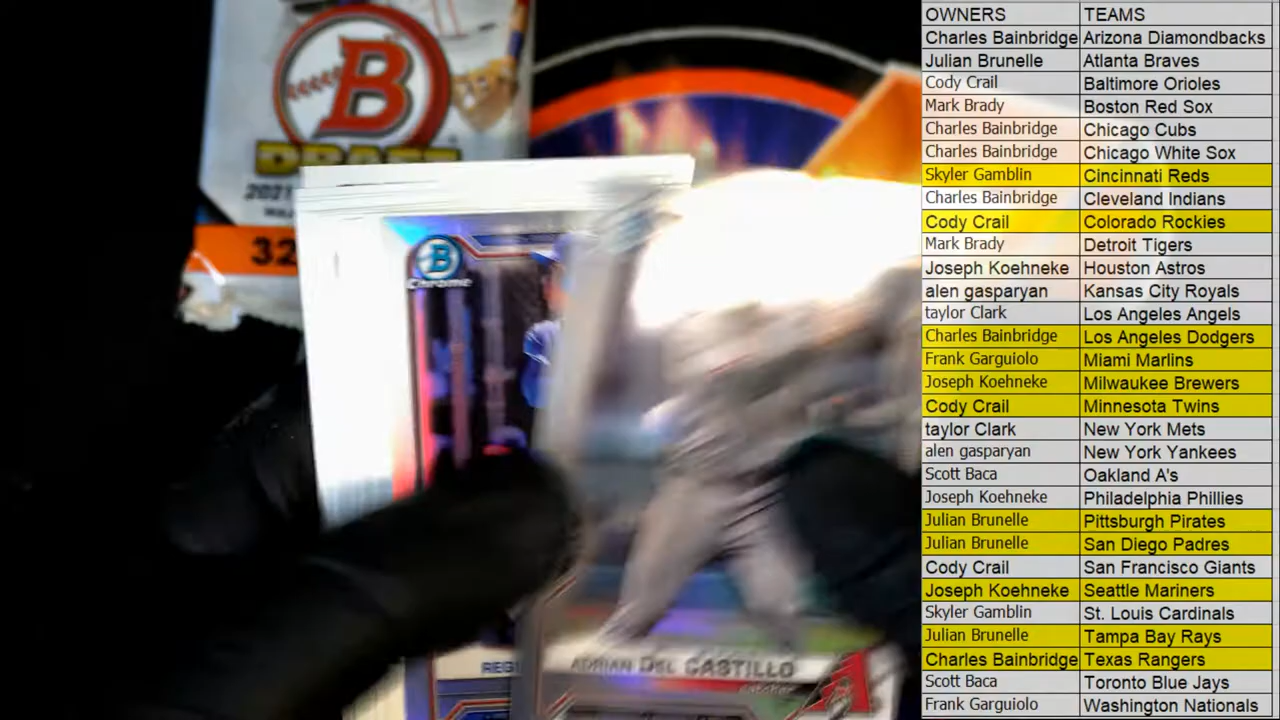 B
DRAFT
2021
32
B
Chrome
REG
ADRIAN DEL CASTILLO
OWNERS TEAMS
Charles Bainbridge Arizona Diamondbacks
Julian Brunelle Atlanta Braves
Cody Crail Baltimore Orioles
Mark Brady Boston Red Sox
Charles Bainbridge Chicago Cubs
Charles Bainbridge Chicago White Sox
Skyler Gamblin Cincinnati Reds
Charles Bainbridge Cleveland Indians
Cody Crail Colorado Rockies
Mark Brady Detroit Tigers
Joseph Koehneke Houston Astros
alen gasparyan Kansas City Royals
taylor Clark Los Angeles Angels
Charles Bainbridge Los Angeles Dodgers
Frank Garguiolo Miami Marlins
Joseph Koehneke Milwaukee Brewers
Cody Crail Minnesota Twins
taylor Clark New York Mets
alen gasparyan New York Yankees
Scott Baca Oakland A's
Joseph Koehneke Philadelphia Phillies
Julian Brunelle Pittsburgh Pirates
Julian Brunelle San Diego Padres
Cody Crail San Francisco Giants
Joseph Koehneke Seattle Mariners
Skyler Gamblin St. Louis Cardinals
Julian Brunelle Tampa Bay Rays
Charles Bainbridge Texas Rangers
Scott Baca Toronto Blue Jays
Frank Garguiolo Washington Nationals